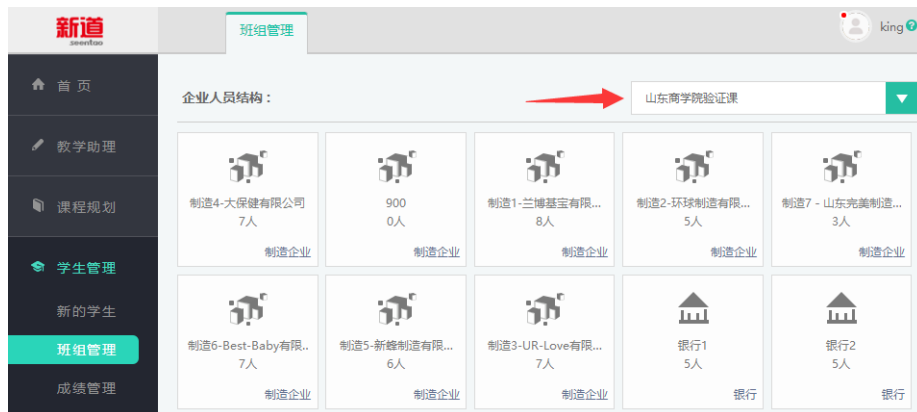 新道
seentao
班组管理
king
首 页
教学助理
课程规划
学生管理
新的学生
班组管理
成绩管理
企业人员结构：
山东商学院验证课
制造4-大保健有限公司
7人
制造企业
900
0人
制造企业
制造1-兰博基宝有限...
8人
制造企业
制造2-环球制造有限...
5人
制造企业
制造7 - 山东完美制造...
3人
制造企业
制造6-Best-Baby有限..
7人
制造企业
制造5-新蜂制造有限...
6人
制造企业
制造3-UR-Love有限...
7人
制造企业
银行1
5人
银行
银行2
5人
银行